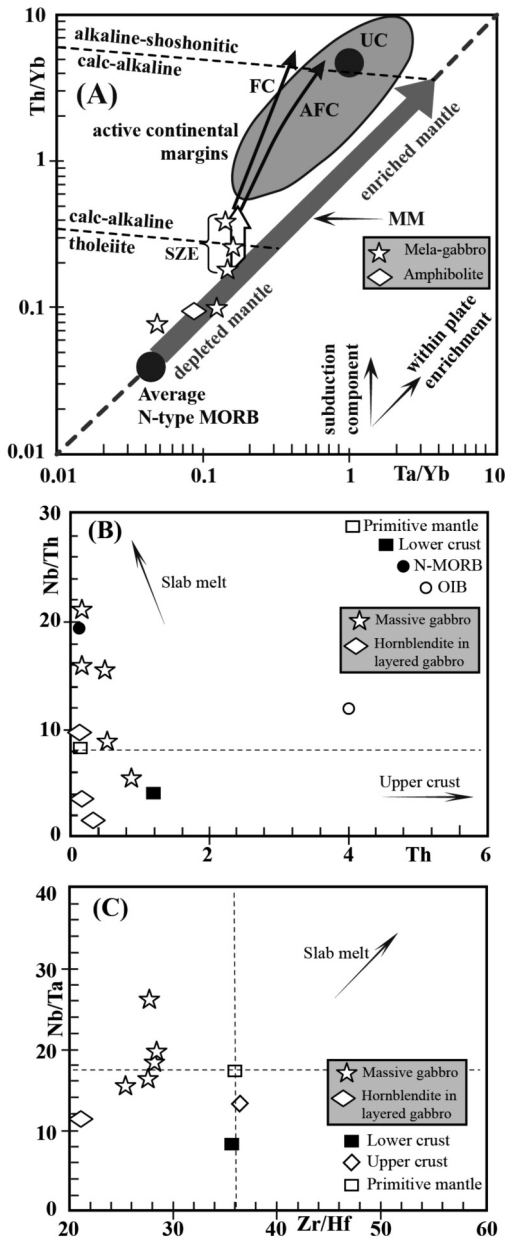 10
1
0.1
0.01
Th/Yb
alkaline-shoshonitic
calc-alkaline
(A)
UC
FC
AFC
active continental
margins
enriched mantle
calc-alkaline
tholeiite
SZE
MM
Mela-gabbro
Amphibolite
depleted mantle
Average
N-type MORB
subduction
component
within plate
enrichment
0.01
0.1
1
Ta/Yb
10
30
20
10
0
Nb/Th
(B)
Slab melt
Primitive mantle
Lower crust
N-MORB
OIB
Massive gabbro
Hornblendite in
layered gabbro
Upper crust
0
2
4
Th
6
40
30
20
10
0
Nb/Ta
(C)
Slab melt
Massive gabbro
Hornblendite in
layered gabbro
Lower crust
Upper crust
Primitive mantle
20
30
40
Zr/Hf
50
60